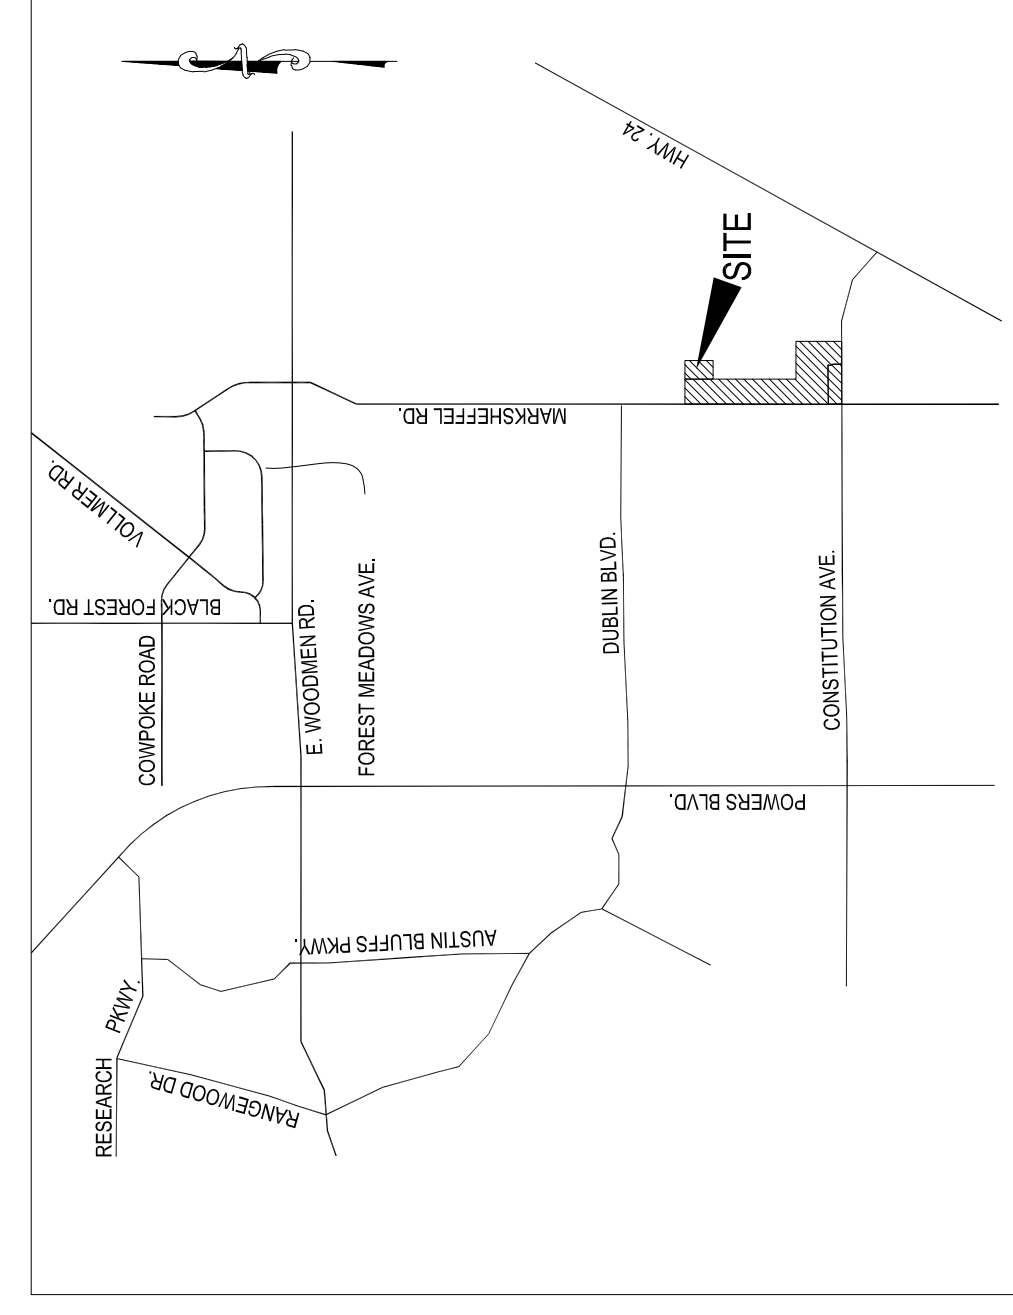 N
HWY. 24
SITE
MARKSHEFFEL RD.
VOLLMER RD.
BLACK FOREST RD.
COWPOKE ROAD
E. WOODMEN RD.
FOREST MEADOWS AVE.
DUBLIN BLVD.
CONSTITUTION AVE.
POWERS BLVD.
AUSTIN BLUFFS PKWY.
RESEARCH PKWY.
RANGEWOOD DR.